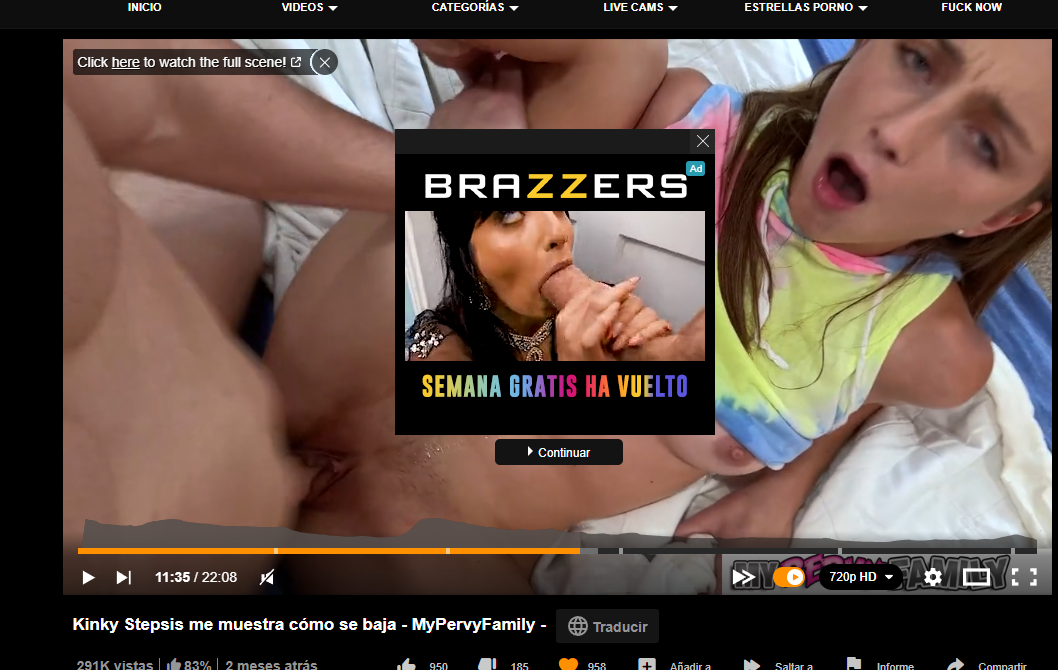 INICIO
VIDEOS
CATEGORÍAS
LIVE CAMS
ESTRELLAS PORNO
FUCK NOW
Click here to watch the full scene!
Ad
BRAZZERS
SEMANA GRATIS HA VUELTO
Continuar
11:35 / 22:08
720p HD
MYPERVYFAMILY
Kinky Stepsis me muestra cómo se baja - MyPervyFamily -
Traducir
291K vistas
83%
2 meses atrás
950
185
958
Añadir a
Saltar a
Informe
Compartir